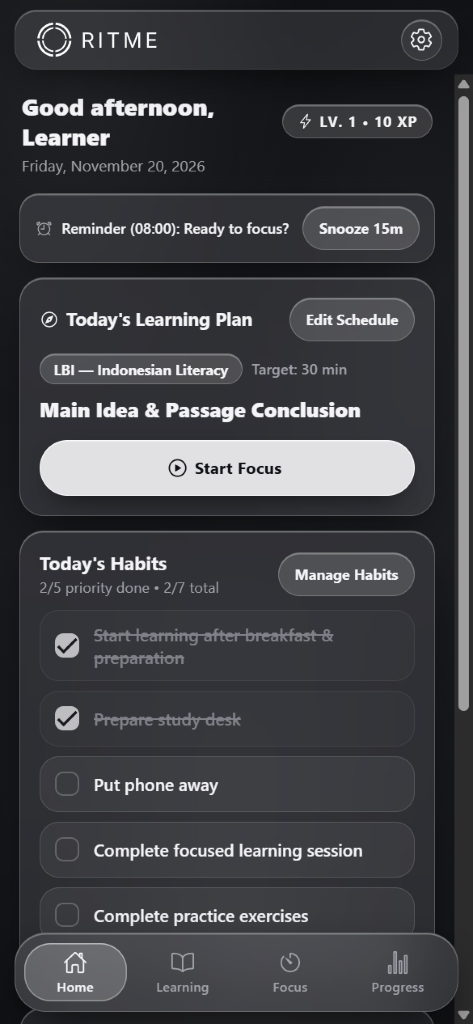 RITME
Good afternoon,
Learner
LV. 1 • 10 XP
Friday, November 20, 2026
Reminder (08:00): Ready to focus?
Snooze 15m
Today's Learning Plan
Edit Schedule
LBI — Indonesian Literacy
Target: 30 min
Main Idea & Passage Conclusion
Start Focus
Today's Habits
2/5 priority done • 2/7 total
Manage Habits
Start learning after breakfast &
preparation
Prepare study desk
Put phone away
Complete focused learning session
Complete practice exercises
Home
Learning
Focus
Progress